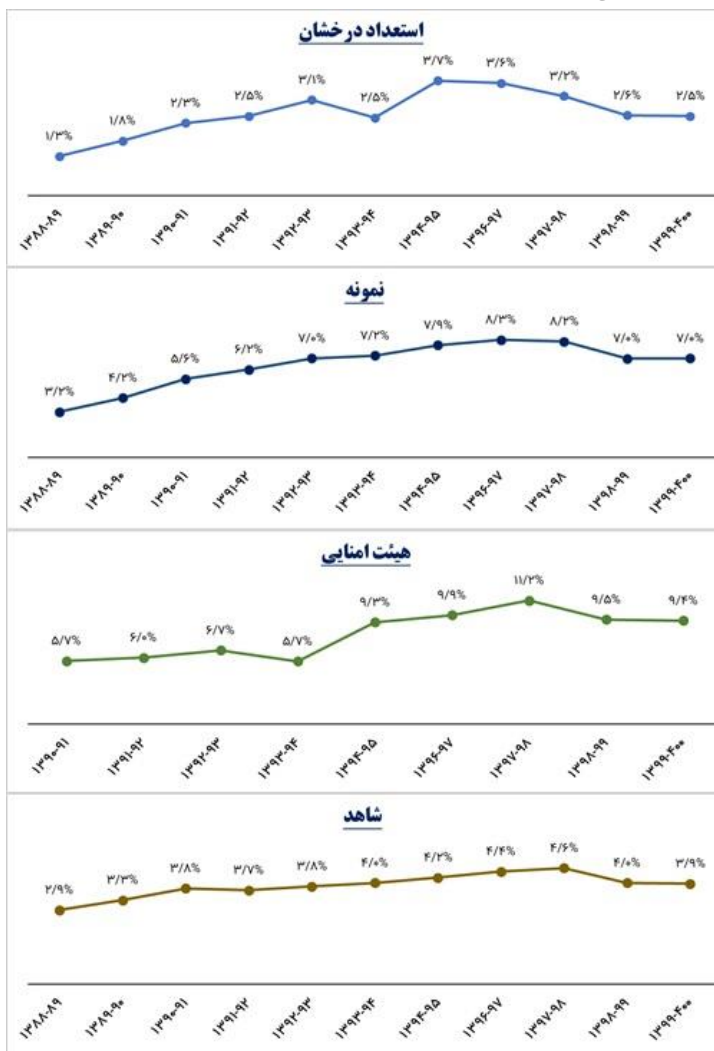 استعداد درخشان
۱/۳% ۱/۸% ۲/۳% ۲/۵% ۳/۱% ۲/۵% ۳/۷% ۳/۶% ۳/۲% ۲/۶% ۲/۵%
۱۳۸۸-۸۹ ۱۳۸۹-۹۰ ۱۳۹۰-۹۱ ۱۳۹۱-۹۲ ۱۳۹۲-۹۳ ۱۳۹۳-۹۴ ۱۳۹۴-۹۵ ۱۳۹۶-۹۷ ۱۳۹۷-۹۸ ۱۳۹۸-۹۹ ۱۳۹۹-۴۰۰
نمونه
۳/۲% ۴/۲% ۵/۶% ۶/۲% ۷/۰% ۷/۲% ۷/۹% ۸/۳% ۸/۲% ۷/۰% ۷/۰%
۱۳۸۸-۸۹ ۱۳۸۹-۹۰ ۱۳۹۰-۹۱ ۱۳۹۱-۹۲ ۱۳۹۲-۹۳ ۱۳۹۳-۹۴ ۱۳۹۴-۹۵ ۱۳۹۶-۹۷ ۱۳۹۷-۹۸ ۱۳۹۸-۹۹ ۱۳۹۹-۴۰۰
هیئت امنایی
۵/۷% ۶/۰% ۶/۷% ۵/۷% ۹/۳% ۹/۹% ۱۱/۲% ۹/۵% ۹/۴%
۱۳۹۰-۹۱ ۱۳۹۱-۹۲ ۱۳۹۲-۹۳ ۱۳۹۳-۹۴ ۱۳۹۴-۹۵ ۱۳۹۶-۹۷ ۱۳۹۷-۹۸ ۱۳۹۸-۹۹ ۱۳۹۹-۴۰۰
شاهد
۲/۹% ۳/۳% ۳/۸% ۳/۷% ۳/۸% ۴/۰% ۴/۲% ۴/۴% ۴/۶% ۴/۰% ۳/۹%
۱۳۸۸-۸۹ ۱۳۸۹-۹۰ ۱۳۹۰-۹۱ ۱۳۹۱-۹۲ ۱۳۹۲-۹۳ ۱۳۹۳-۹۴ ۱۳۹۴-۹۵ ۱۳۹۶-۹۷ ۱۳۹۷-۹۸ ۱۳۹۸-۹۹ ۱۳۹۹-۴۰۰